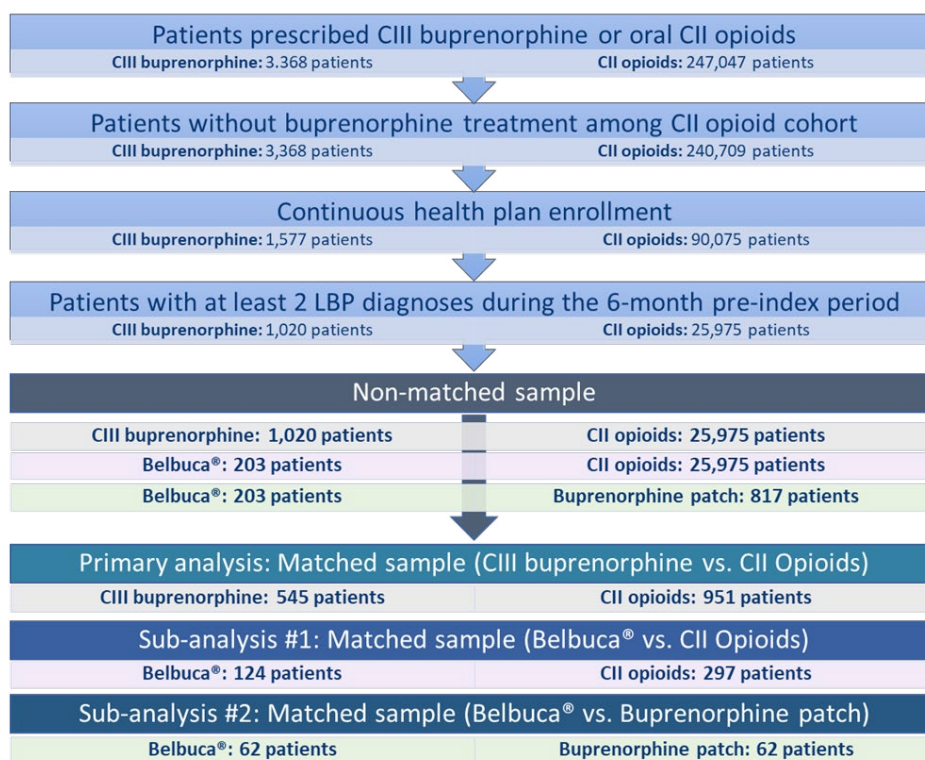 Patients prescribed CIII buprenorphine or oral CII opioids
CIII buprenorphine: 3.368 patients CII opioids: 247,047 patients
Patients without buprenorphine treatment among CII opioid cohort
CIII buprenorphine: 3,368 patients CII opioids: 240,709 patients
Continuous health plan enrollment
CIII buprenorphine: 1,577 patients CII opioids: 90,075 patients
Patients with at least 2 LBP diagnoses during the 6-month pre-index period
CIII buprenorphine: 1,020 patients CII opioids: 25,975 patients
Non-matched sample
CIII buprenorphine: 1,020 patients CII opioids: 25,975 patients
Belbuca®: 203 patients CII opioids: 25,975 patients
Belbuca®: 203 patients Buprenorphine patch: 817 patients
Primary analysis: Matched sample (CIII buprenorphine vs. CII Opioids)
CIII buprenorphine: 545 patients CII opioids: 951 patients
Sub-analysis #1: Matched sample (Belbuca® vs. CII Opioids)
Belbuca®: 124 patients CII opioids: 297 patients
Sub-analysis #2: Matched sample (Belbuca® vs. Buprenorphine patch)
Belbuca®: 62 patients Buprenorphine patch: 62 patients